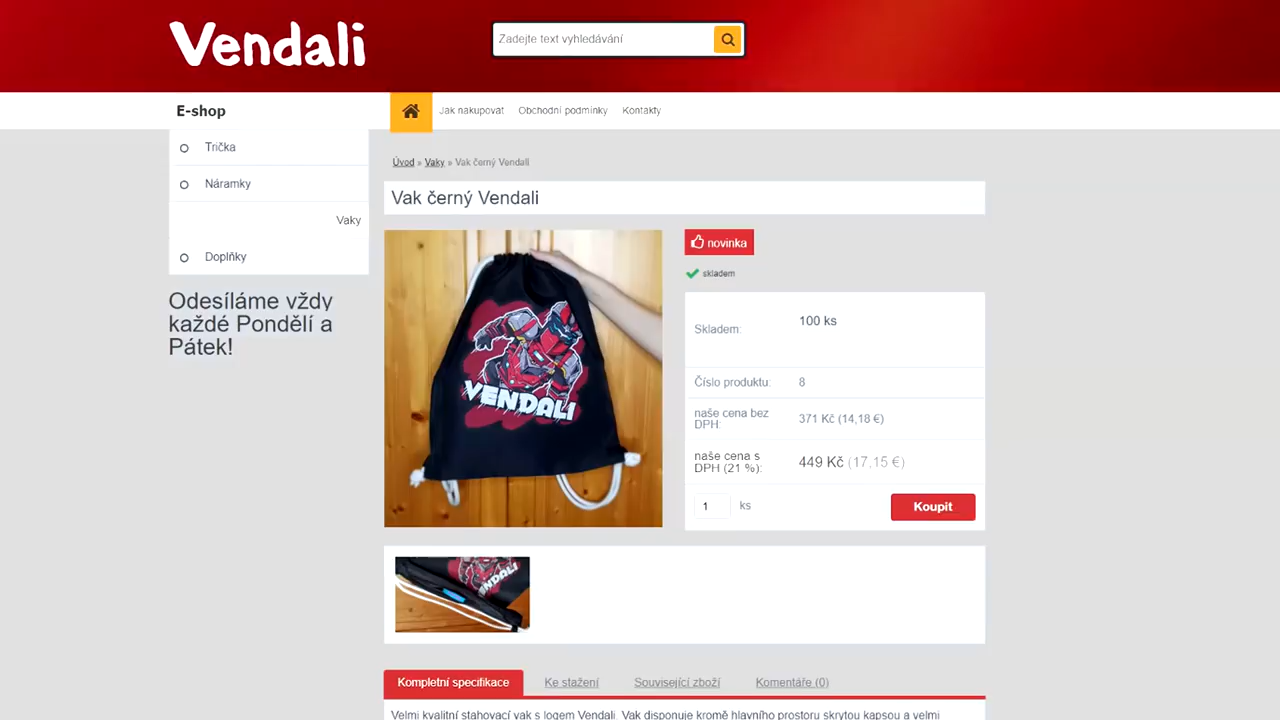 Vendali
Zadejte text vyhledávání
E-shop
Jak nakupovat
Obchodní podmínky
Kontakty
Trička
Náramky
Vaky
Doplňky
Odesíláme vždy
každé Pondělí a
Pátek!
Úvod » Vaky » Vak černý Vendali
Vak černý Vendali
VENDALI
novinka
skladem
Skladem:
100 ks
Číslo produktu:
8
naše cena bez
DPH:
371 Kč (14,18 €)
naše cena s
DPH (21 %):
449 Kč (17,15 €)
1
ks
Koupit
VENDALI
Kompletní specifikace
Ke stažení
Související zboží
Komentáře (0)
Velmi kvalitní stahovací vak s logem Vendali. Vak disponuje kromě hlavního prostoru skrytou kapsou a velmi